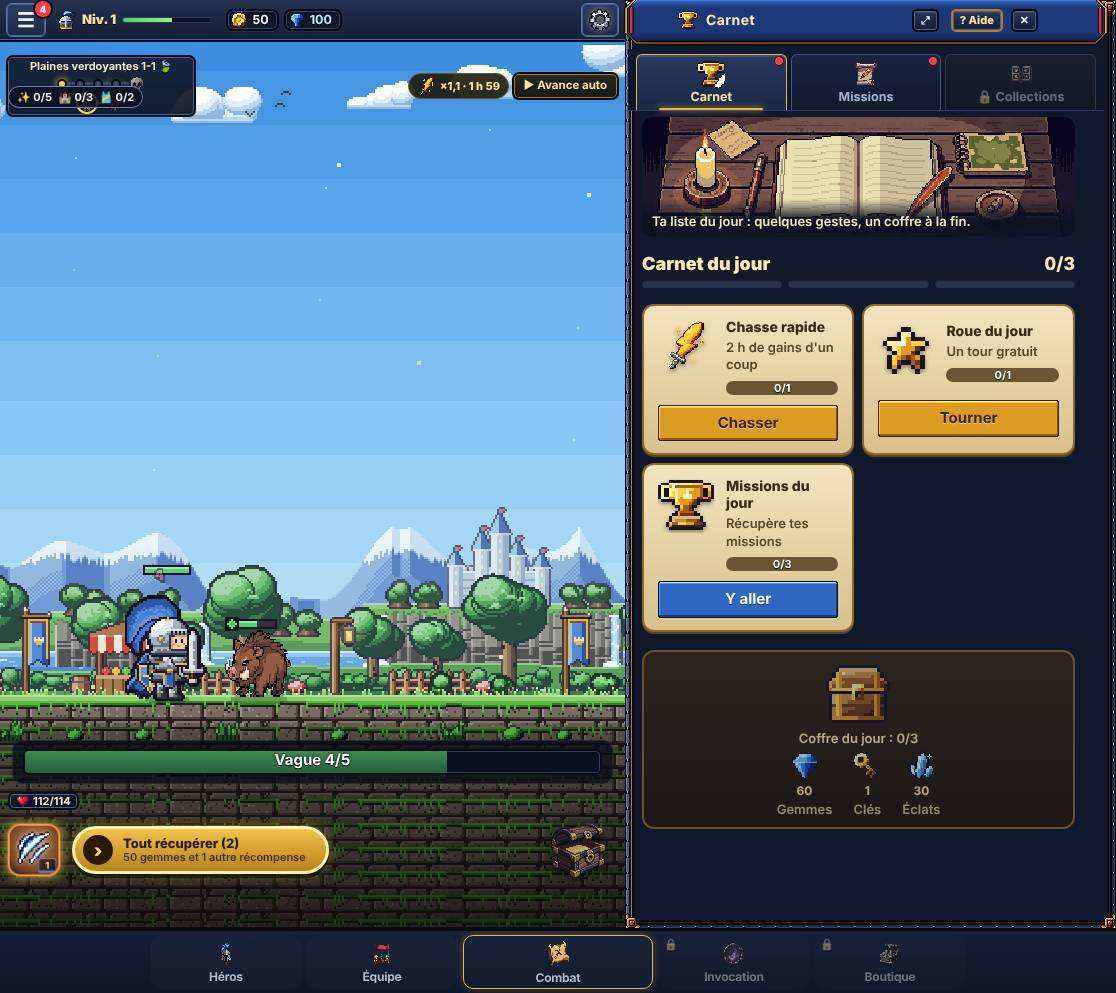 4
Niv. 1
50
100
Plaines verdoyantes 1-1
0/5
0/3
0/2
×1,1 · 1 h 59
Avance auto
Vague 4/5
112/114
1
Tout récupérer (2)
50 gemmes et 1 autre récompense
Carnet
? Aide
Carnet
Missions
Collections
Ta liste du jour : quelques gestes, un coffre à la fin.
Carnet du jour
0/3
Chasse rapide
2 h de gains d'un
coup
0/1
Chasser
Roue du jour
Un tour gratuit
0/1
Tourner
Missions du
jour
Récupère tes
missions
0/3
Y aller
Coffre du jour : 0/3
60
Gemmes
1
Clés
30
Éclats
Héros
Équipe
Combat
Invocation
Boutique